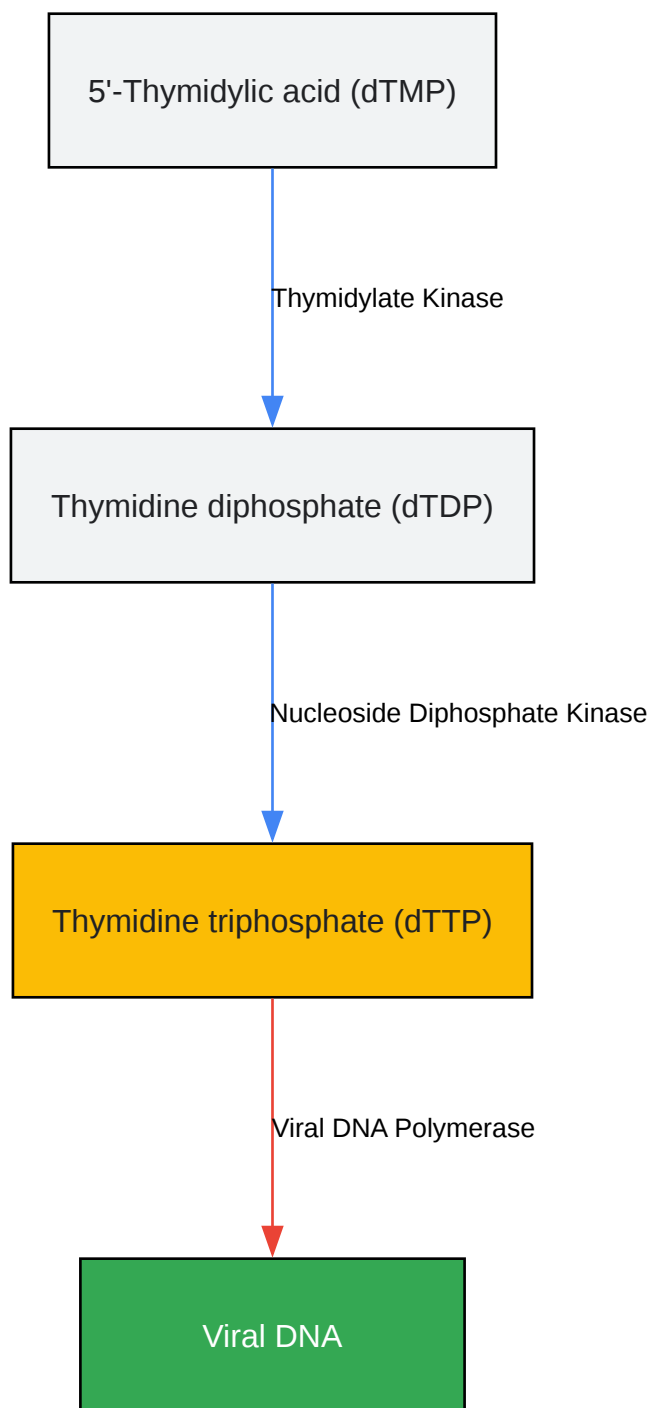 5'-Thymidylic acid (dTMP)
Thymidylate Kinase
Thymidine diphosphate (dTDP)
Nucleoside Diphosphate Kinase
Thymidine triphosphate (dTTP)
Viral DNA Polymerase
Viral DNA